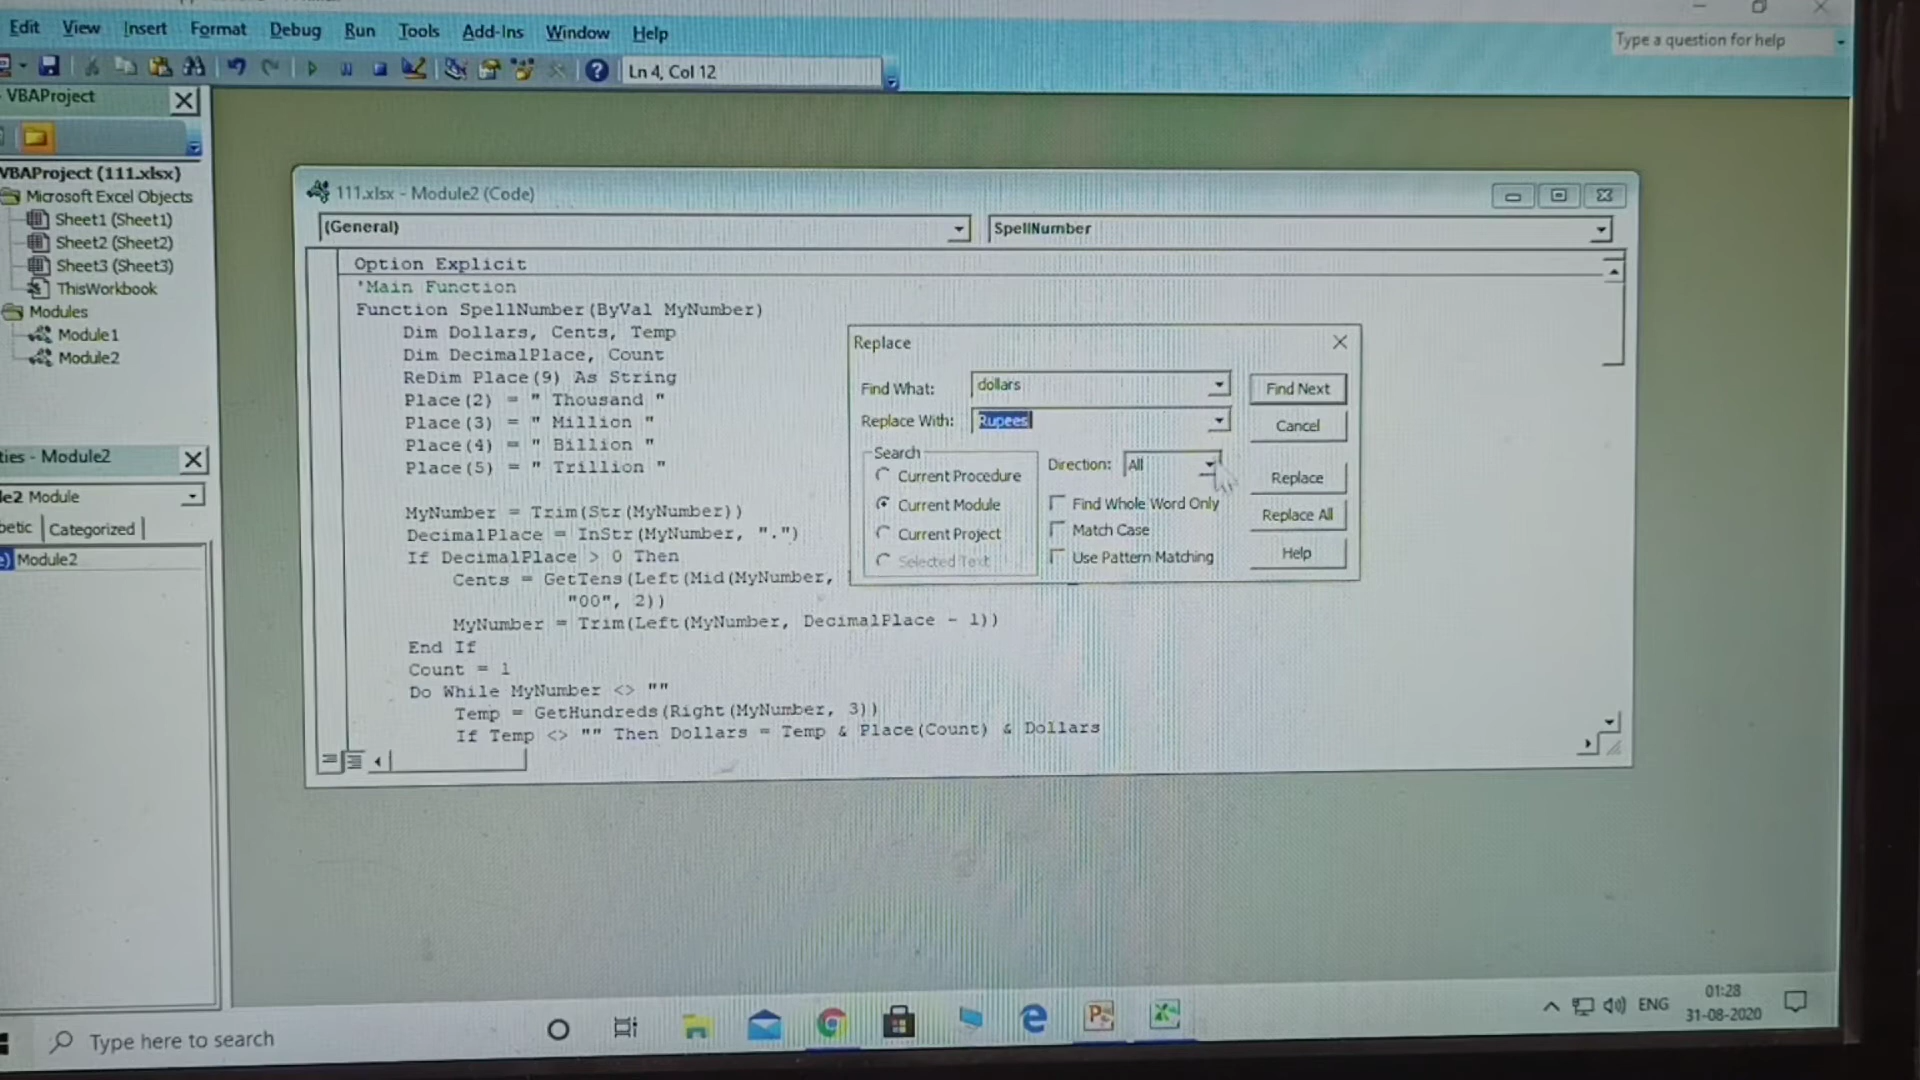 Edit View Insert Format Debug Run Tools Add-Ins Window Help
Type a question for help
Ln 4, Col 12
- VBAProject
VBAProject (111.xlsx)
Microsoft Excel Objects
Sheet1 (Sheet1)
Sheet2 (Sheet2)
Sheet3 (Sheet3)
ThisWorkbook
Modules
Module1
Module2
ties - Module2
le2 Module
betic Categorized
Module2
111.xlsx - Module2 (Code)
(General) SpellNumber
Option Explicit
'Main Function
Function SpellNumber(ByVal MyNumber)
Dim Dollars, Cents, Temp
Dim DecimalPlace, Count
ReDim Place(9) As String
Place(2) = " Thousand "
Place(3) = " Million "
Place(4) = " Billion "
Place(5) = " Trillion "
MyNumber = Trim(Str(MyNumber))
DecimalPlace = InStr(MyNumber, ".")
If DecimalPlace > 0 Then
Cents = GetTens(Left(Mid(MyNumber,
"00", 2))
MyNumber = Trim(Left(MyNumber, DecimalPlace - 1))
End If
Count = 1
Do While MyNumber <> ""
Temp = GetHundreds(Right(MyNumber, 3))
If Temp <> "" Then Dollars = Temp & Place(Count) & Dollars
Replace
Find What: dollars
Replace With: Rupees
Search
Current Procedure
Current Module
Current Project
Selected Text
Direction: All
Find Whole Word Only
Match Case
Use Pattern Matching
Find Next
Cancel
Replace
Replace All
Help
Type here to search
ENG
01:28
31-08-2020